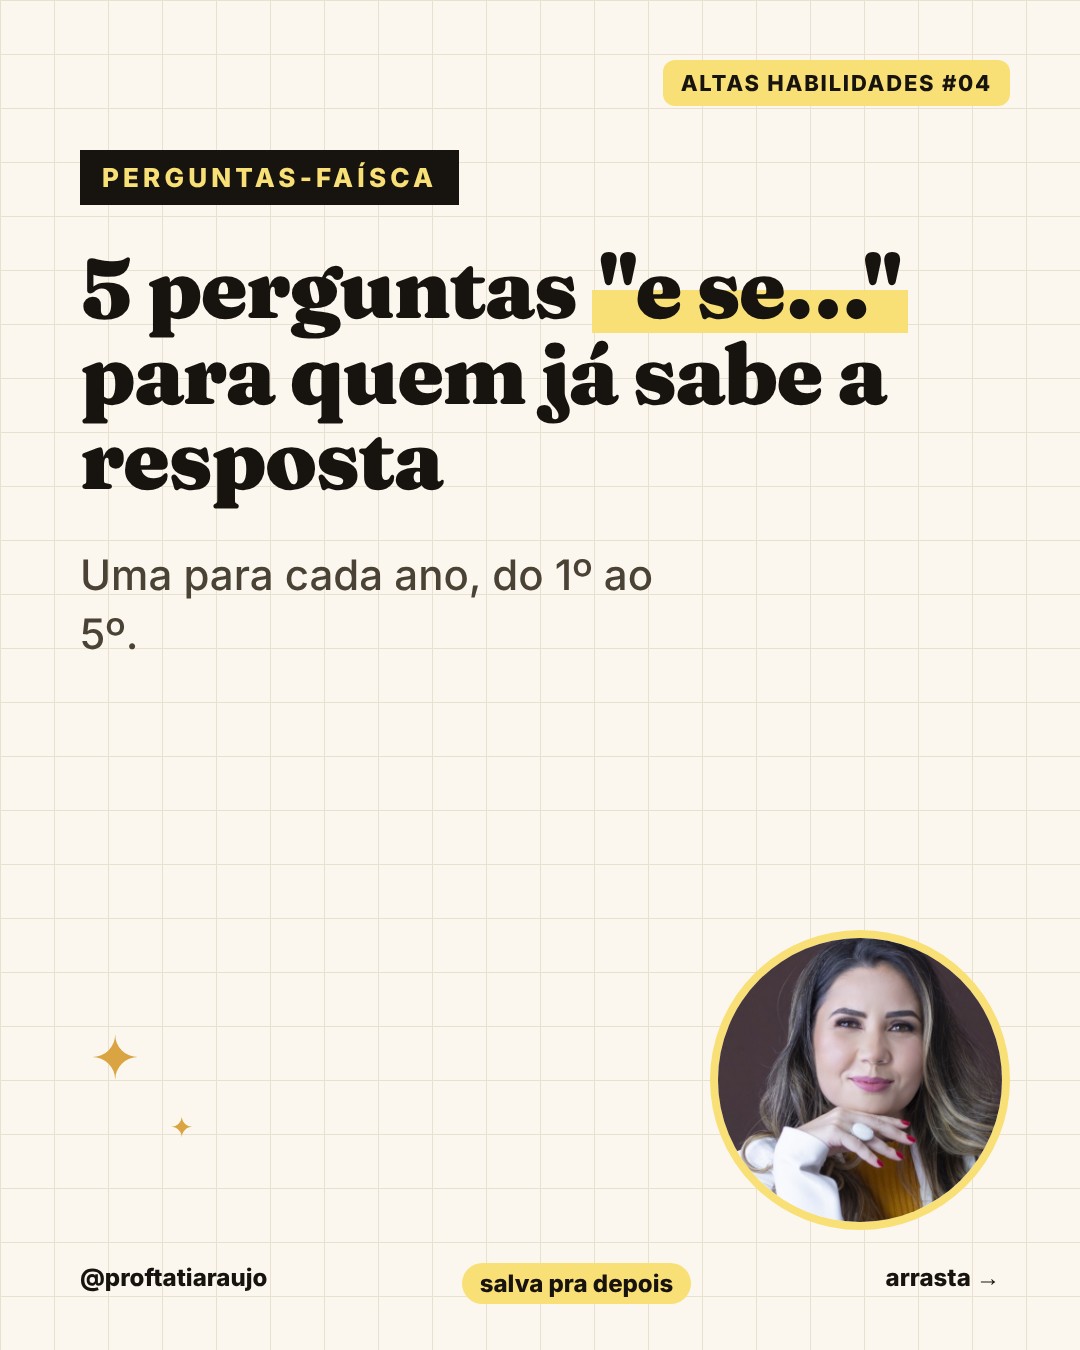 ALTAS HABILIDADES #04
PERGUNTAS-FAÍSCA
5 perguntas "e se..."
para quem já sabe a
resposta
Uma para cada ano, do 1º ao
5º.
@proftatiaraujo
salva pra depois
arrasta →